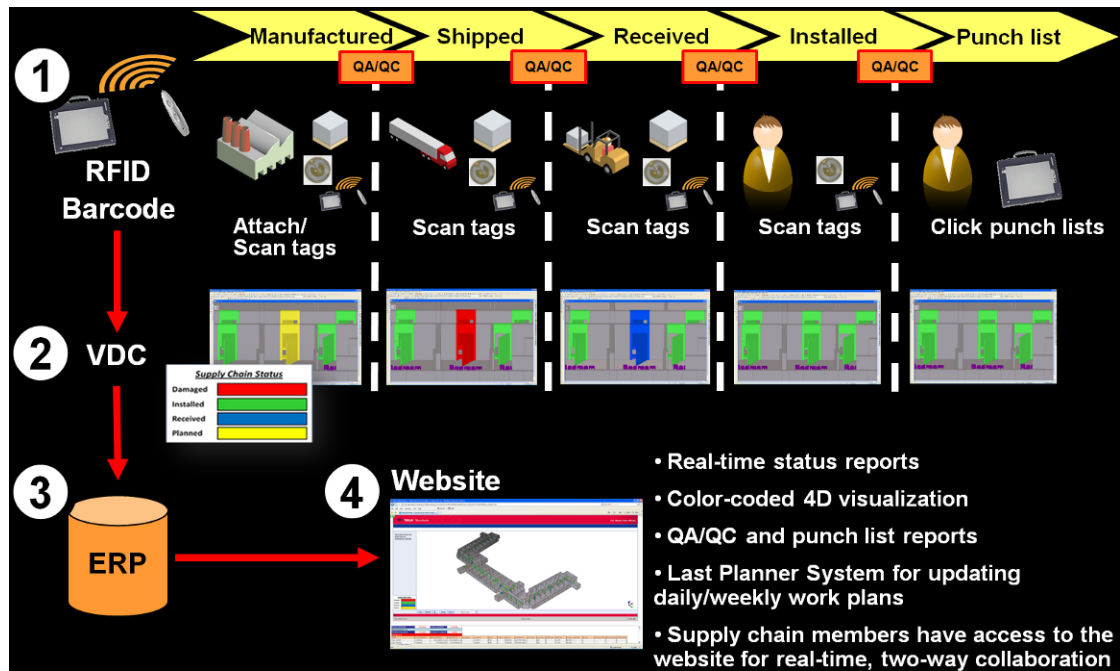 Manufactured
Shipped
Received
Installed
Punch list
QA/QC
QA/QC
QA/QC
QA/QC
1
RFID
Barcode
Attach/
Scan tags
Scan tags
Scan tags
Scan tags
Click punch lists
2
VDC
Supply Chain Status
Damaged
Installed
Received
Planned
3
ERP
4
Website
• Real-time status reports
• Color-coded 4D visualization
• QA/QC and punch list reports
• Last Planner System for updating
daily/weekly work plans
• Supply chain members have access to the
website for real-time, two-way collaboration